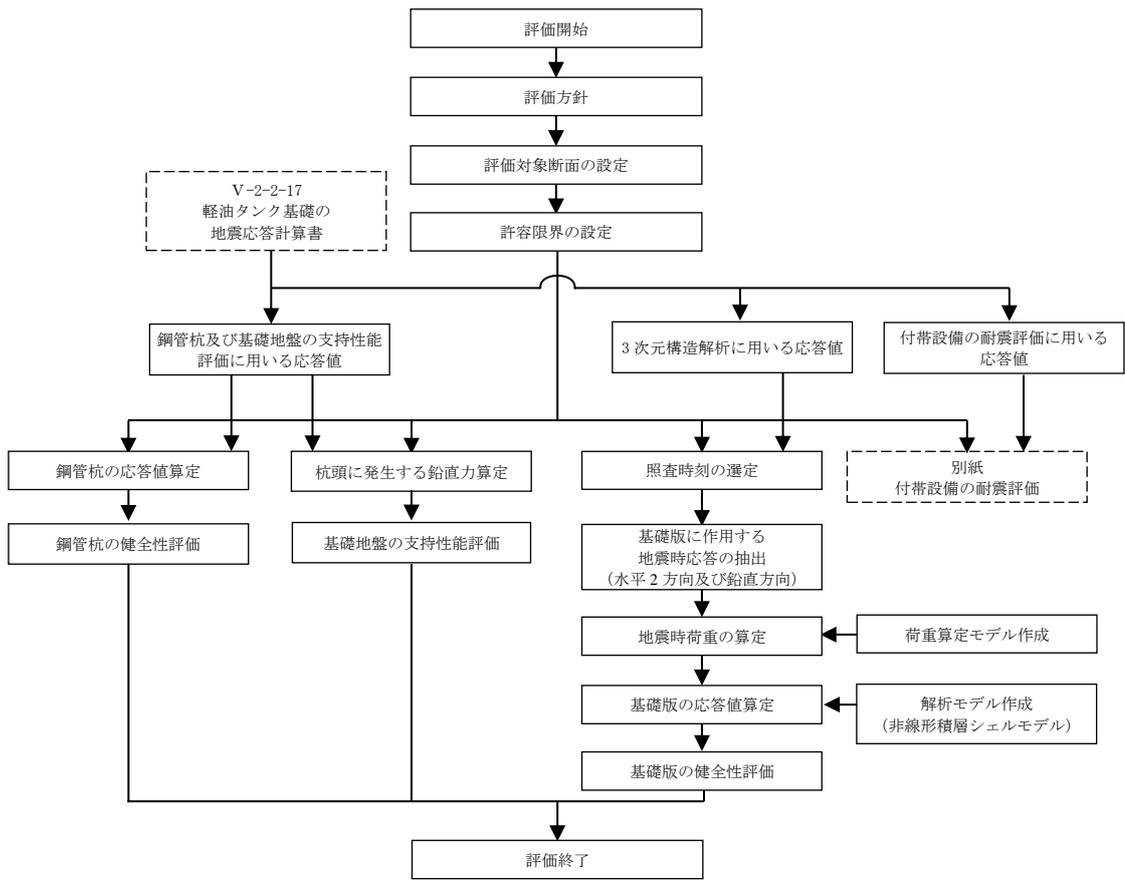 評価開始
評価方針
評価対象断面の設定
Ⅴ-2-2-17
軽油タンク基礎の
地震応答計算書
許容限界の設定
鋼管杭及び基礎地盤の支持性能
評価に用いる応答値
3次元構造解析に用いる応答値
付帯設備の耐震評価に用いる
応答値
鋼管杭の応答値算定
杭頭に発生する鉛直力算定
照査時刻の選定
別紙
付帯設備の耐震評価
鋼管杭の健全性評価
基礎地盤の支持性能評価
基礎版に作用する
地震時応答の抽出
（水平2方向及び鉛直方向）
地震時荷重の算定
荷重算定モデル作成
基礎版の応答値算定
解析モデル作成
（非線形積層シェルモデル）
基礎版の健全性評価
評価終了